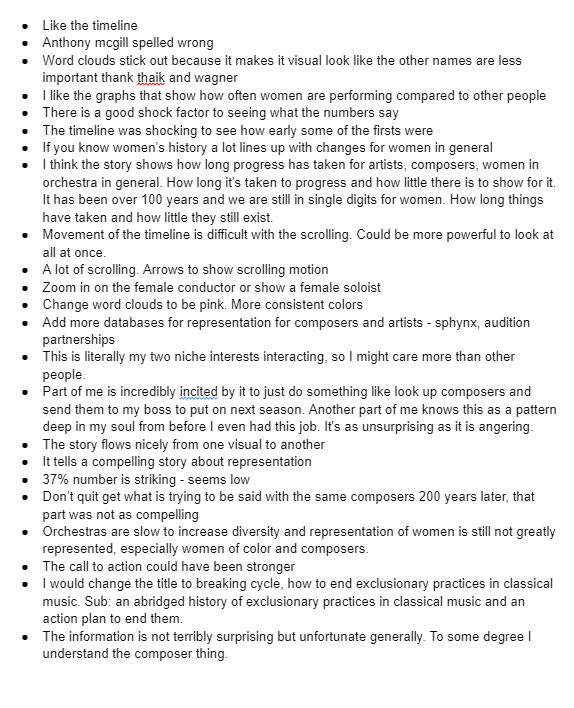 • Like the timeline
• Anthony mcgill spelled wrong
• Word clouds stick out because it makes it visual look like the other names are less
important thank thaik and wagner
• I like the graphs that show how often women are performing compared to other people
• There is a good shock factor to seeing what the numbers say
• The timeline was shocking to see how early some of the firsts were
• If you know women's history a lot lines up with changes for women in general
• I think the story shows how long progress has taken for artists, composers, women in
orchestra in general. How long it's taken to progress and how little there is to show for it.
It has been over 100 years and we are still in single digits for women. How long things
have taken and how little they still exist.
• Movement of the timeline is difficult with the scrolling. Could be more powerful to look at
all at once.
• A lot of scrolling. Arrows to show scrolling motion
• Zoom in on the female conductor or show a female soloist
• Change word clouds to be pink. More consistent colors
• Add more databases for representation for composers and artists - sphynx, audition
partnerships
• This is literally my two niche interests interacting, so I might care more than other
people.
• Part of me is incredibly incited by it to just do something like look up composers and
send them to my boss to put on next season. Another part of me knows this as a pattern
deep in my soul from before I even had this job. It's as unsurprising as it is angering.
• The story flows nicely from one visual to another
• It tells a compelling story about representation
• 37% number is striking - seems low
• Don't quit get what is trying to be said with the same composers 200 years later, that
part was not as compelling
• Orchestras are slow to increase diversity and representation of women is still not greatly
represented, especially women of color and composers.
• The call to action could have been stronger
• I would change the title to breaking cycle, how to end exclusionary practices in classical
music. Sub: an abridged history of exclusionary practices in classical music and an
action plan to end them.
• The information is not terribly surprising but unfortunate generally. To some degree I
understand the composer thing.